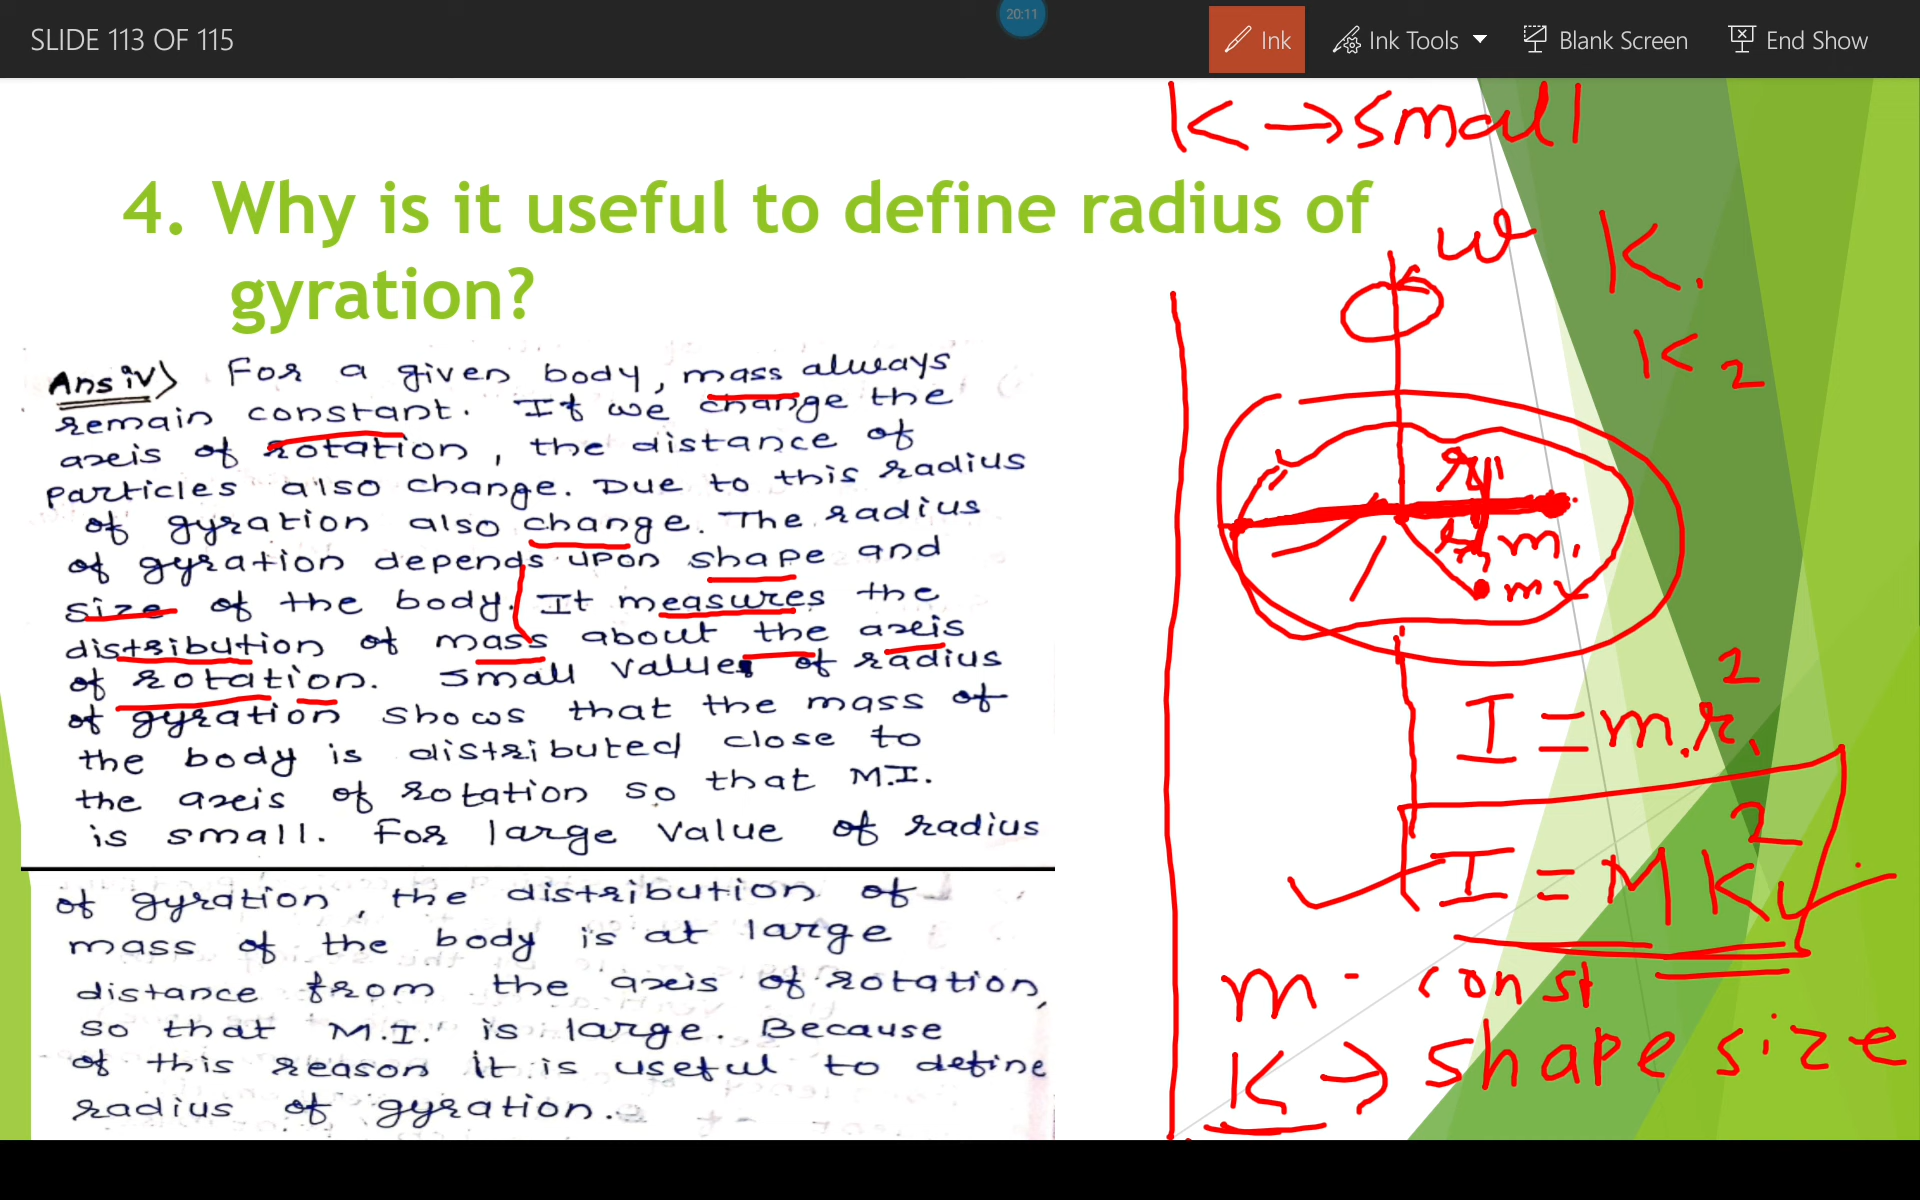 SLIDE 113 OF 115
20:11
Ink
Ink Tools
Blank Screen
End Show
4. Why is it useful to define radius of
gyration?
Ans iv) For a given body, mass always
remain constant. If we change the
axis of rotation, the distance of
particles also change. Due to this radius
of gyration also change. The radius
of gyration depends upon shape and
size of the body. It measures the
distribution of mass about the axis
of rotation. Small value of radius
of gyration shows that the mass of
the body is distributed close to
the axis of rotation so that M.I.
is small. For large value of radius
of gyration, the distribution of
mass of the body is at large
distance from the axis of rotation,
so that M.I. is large. Because
of this reason it is useful to define
radius of gyration.
K → small
w
K1
K2
r1
m1
m2
I = m1r1²
I = MK²
m - const
K → shape size